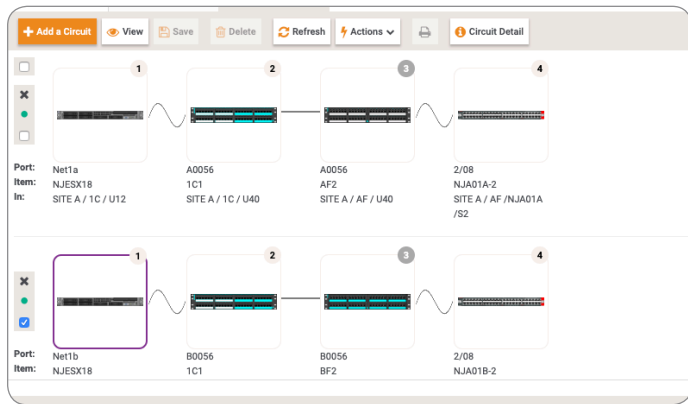 Add a Circuit View Save Delete Refresh Actions Circuit Detail
1 2 3 4
Port: Net1a A0056 A0056 2/08
Item: NJESX18 1C1 AF2 NJA01A-2
In: SITE A / 1C / U12 SITE A / 1C / U40 SITE A / AF / U40 SITE A / AF /NJA01A
/S2
1 2 3 4
Port: Net1b B0056 B0056 2/08
Item: NJESX18 1C1 BF2 NJA01B-2